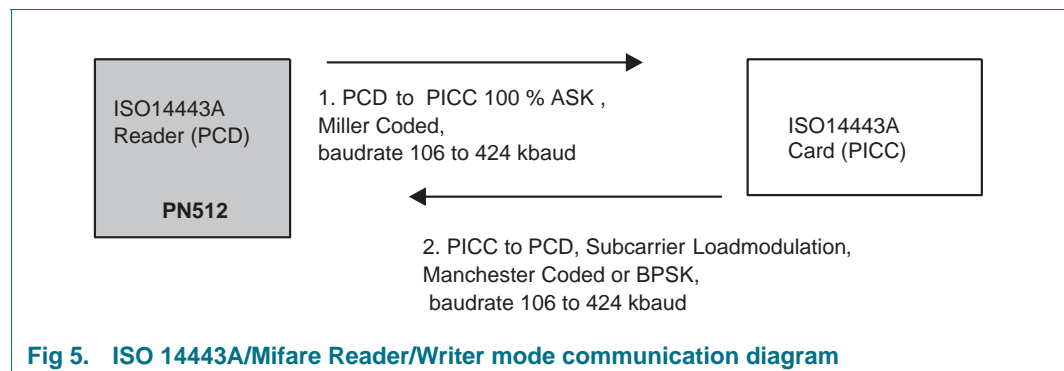 ISO14443A
Reader (PCD)
PN512
1. PCD to PICC 100 % ASK ,
Miller Coded,
baudrate 106 to 424 kbaud
ISO14443A
Card (PICC)
2. PICC to PCD, Subcarrier Loadmodulation,
Manchester Coded or BPSK,
baudrate 106 to 424 kbaud
Fig 5. ISO 14443A/Mifare Reader/Writer mode communication diagram